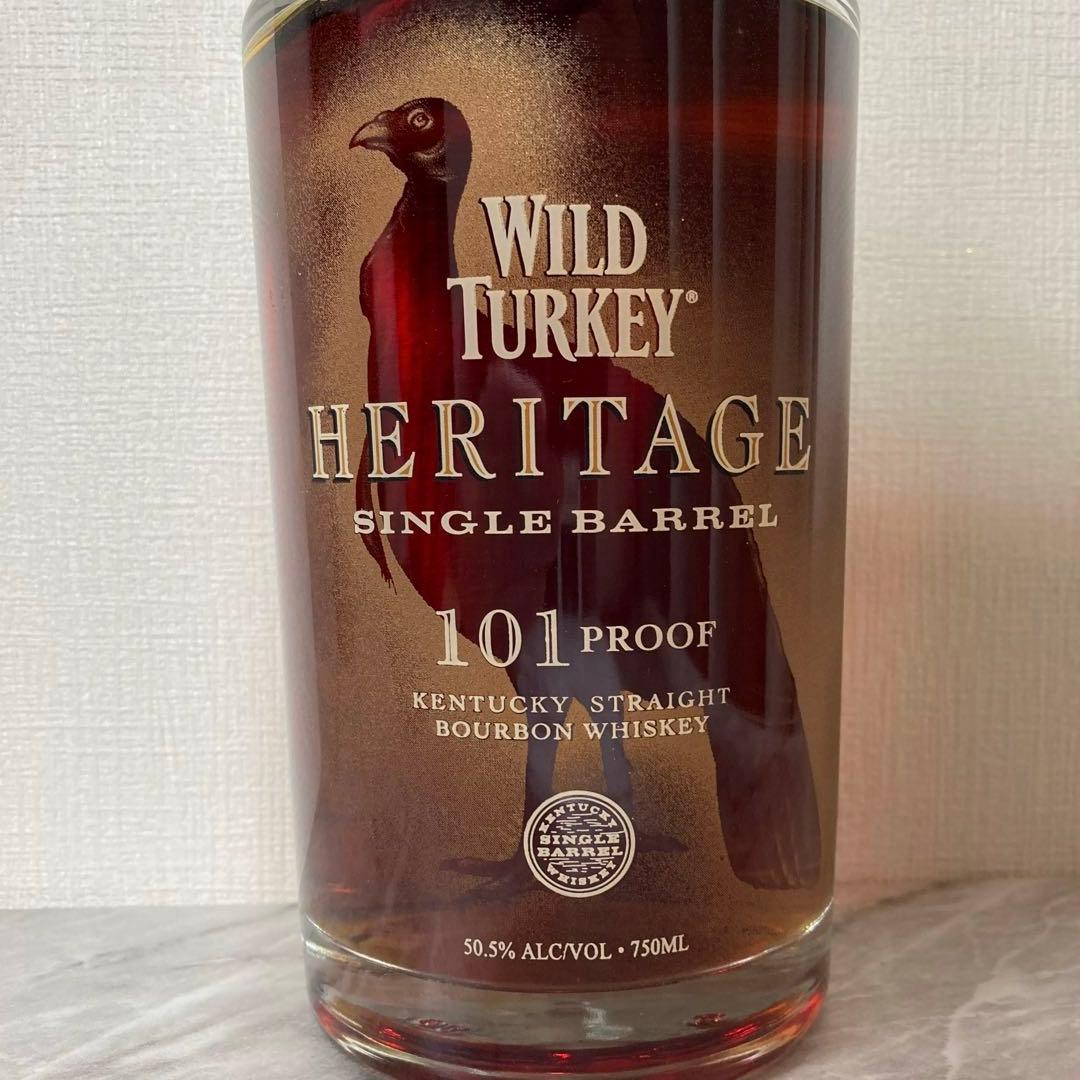 WILD
TURKEY®
HERITAGE
SINGLE BARREL
101 PROOF
KENTUCKY STRAIGHT
BOURBON WHISKEY
KENTUCKY
SINGLE
BARREL
WHISKEY
50.5% ALC/VOL • 750ML